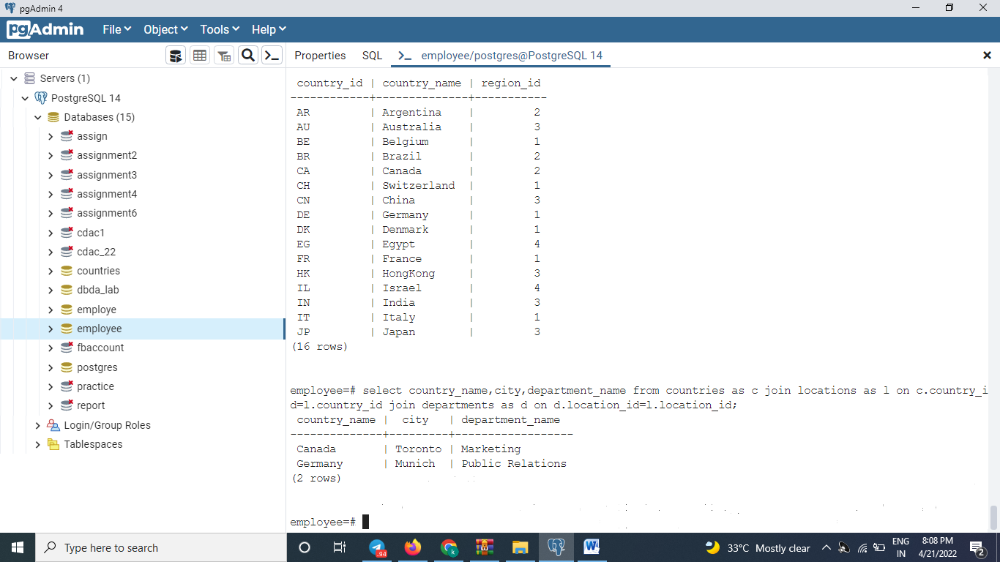 pgAdmin 4
pgAdmin File Object Tools Help
Browser
Properties SQL employee/postgres@PostgreSQL 14
Servers (1)
PostgreSQL 14
Databases (15)
assign
assignment2
assignment3
assignment4
assignment6
cdac1
cdac_22
countries
dbda_lab
employe
employee
fbaccount
postgres
practice
report
Login/Group Roles
Tablespaces
country_id | country_name | region_id
------------+--------------+-----------
AR | Argentina | 2
AU | Australia | 3
BE | Belgium | 1
BR | Brazil | 2
CA | Canada | 2
CH | Switzerland | 1
CN | China | 3
DE | Germany | 1
DK | Denmark | 1
EG | Egypt | 4
FR | France | 1
HK | HongKong | 3
IL | Israel | 4
IN | India | 3
IT | Italy | 1
JP | Japan | 3
(16 rows)
employee=# select country_name,city,department_name from countries as c join locations as l on c.country_i
d=l.country_id join departments as d on d.location_id=l.location_id;
country_name | city | department_name
--------------+---------+------------------
Canada | Toronto | Marketing
Germany | Munich | Public Relations
(2 rows)
employee=#
Type here to search
94
33°C Mostly clear
ENG
IN
8:08 PM
4/21/2022
2